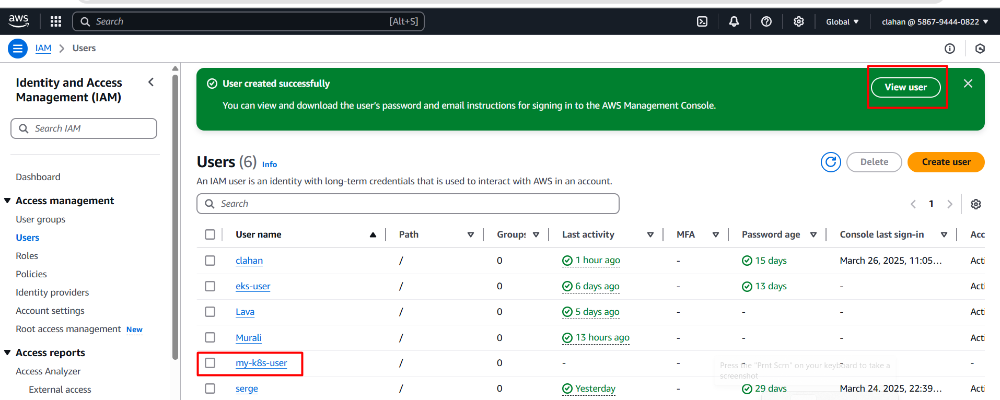 aws Search [Alt+S] Global clahan @ 5867-9444-0822
IAM Users
Identity and Access
Management (IAM)
Search IAM
Dashboard
Access management
User groups
Users
Roles
Policies
Identity providers
Account settings
Root access management New
Access reports
Access Analyzer
External access
User created successfully
View user
You can view and download the user's password and email instructions for signing in to the AWS Management Console.
Users (6) Info
Delete Create user
An IAM user is an identity with long-term credentials that is used to interact with AWS in an account.
Search
1
User name Path Groups Last activity MFA Password age Console last sign-in Acc
clahan / 0 1 hour ago - 15 days March 26, 2025, 11:05... Acti
eks-user / 0 6 days ago - 13 days - Acti
Lava / 0 5 days ago - - - Acti
Murali / 0 13 hours ago - - - Acti
my-k8s-user / 0 - - - - -
Press the "Prnt Scrn" on your keyboard to take a
screenshot
serge / 0 Yesterday - 29 days March 24, 2025, 22:39... Acti